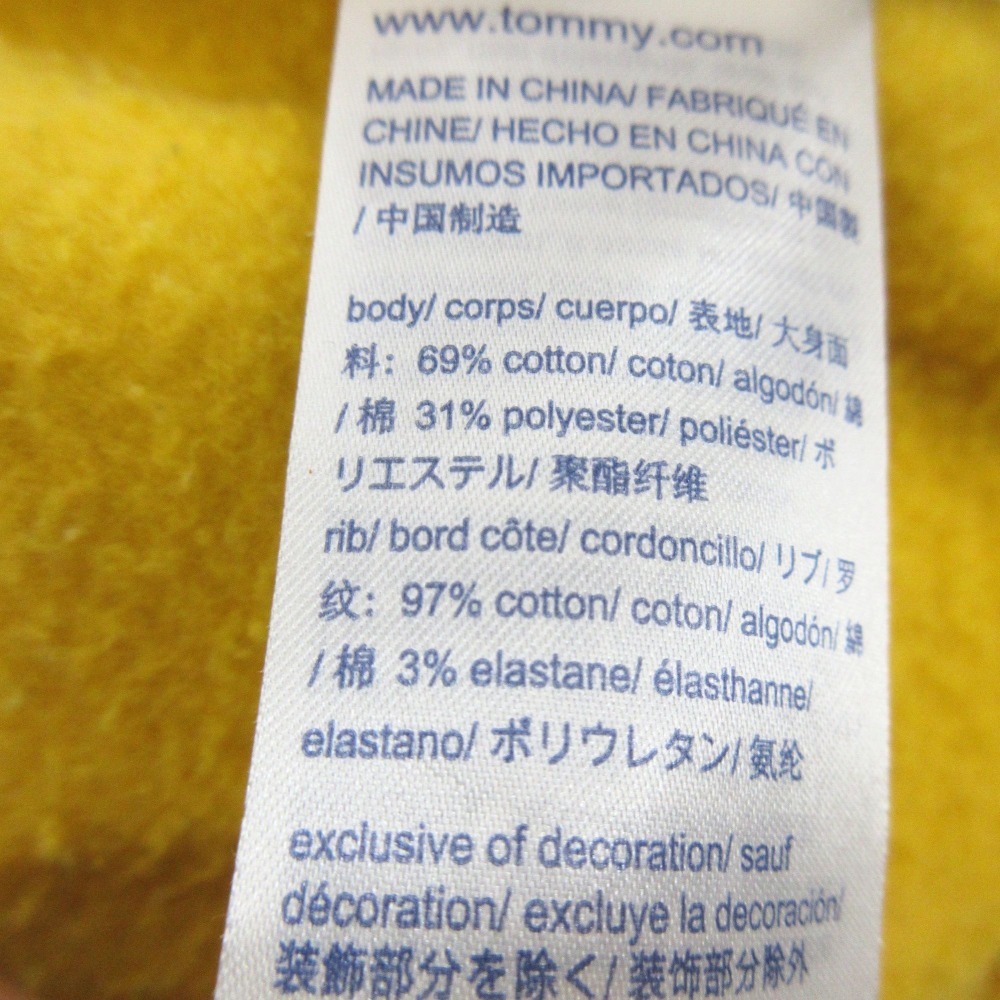 www.tommy.com
MADE IN CHINA/ FABRIQUÉ EN
CHINE/ HECHO EN CHINA CON
INSUMOS IMPORTADOS/ 中国製
/ 中国制造
body/ corps/ cuerpo/ 表地/ 大身面
料: 69% cotton/ coton/ algodón/ 綿
/ 棉 31% polyester/ poliéster/ ポ
リエステル/ 聚酯纤维
rib/ bord côte/ cordoncillo/ リブ/ 罗
纹: 97% cotton/ coton/ algodón/ 綿
/ 棉 3% elastane/ élasthanne/
elastano/ ポリウレタン/ 氨纶
exclusive of decoration/ sauf
décoration/ excluye la decoración/
装飾部分を除く/ 装饰部分除外